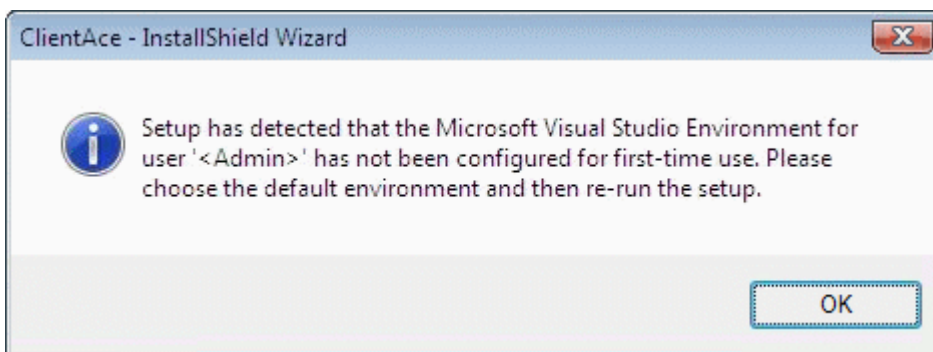 ClientAce - InstallShield Wizard
Setup has detected that the Microsoft Visual Studio Environment for
user '<Admin>' has not been configured for first-time use. Please
choose the default environment and then re-run the setup.
OK